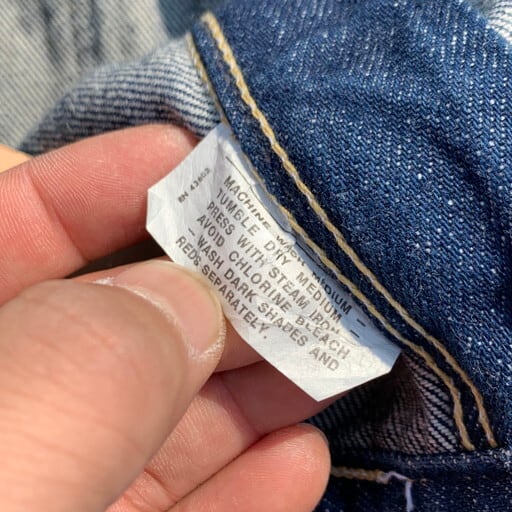 RN 43808
— MACHINE WASH MEDIUM —
TUMBLE DRY MEDIUM
PRESS WITH STEAM IRON
AVOID CHLORINE BLEACH
– WASH DARK SHADES AND
REDS SEPARATELY.